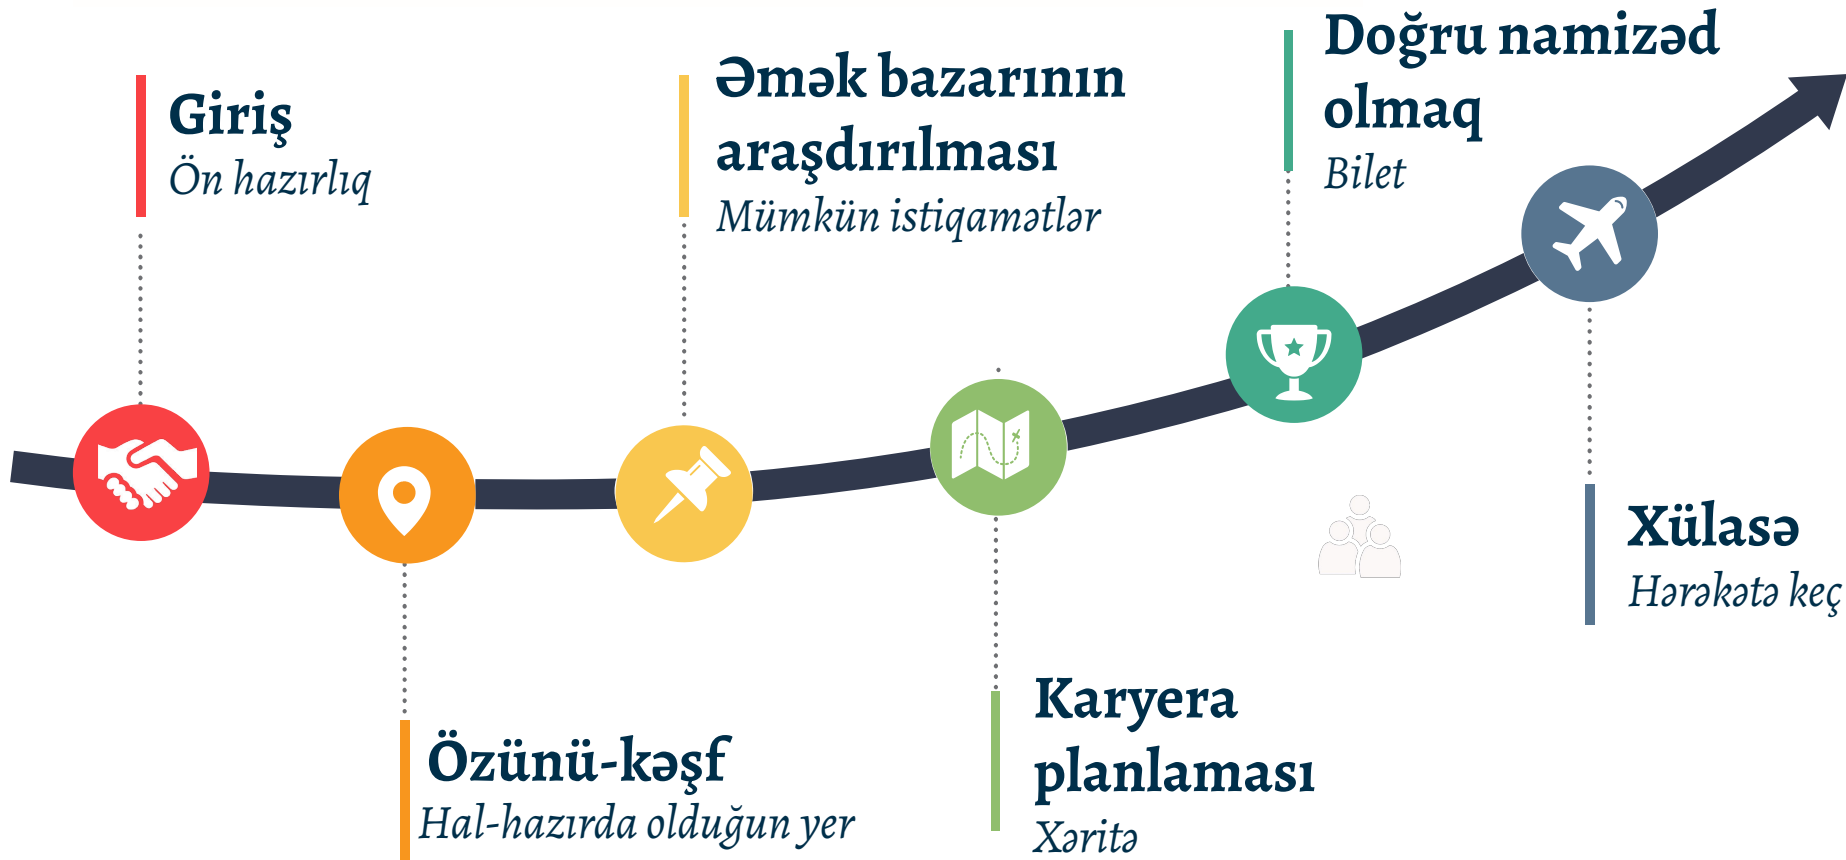 Giriş
Ön hazırlıq
Özünü-kəşf
Hal-hazırda olduğun yer
Əmək bazarının
araşdırılması
Mümkün istiqamətlər
Karyera
planlaması
Xəritə
Doğru namizəd
olmaq
Bilet
Xülasə
Hərəkətə keç